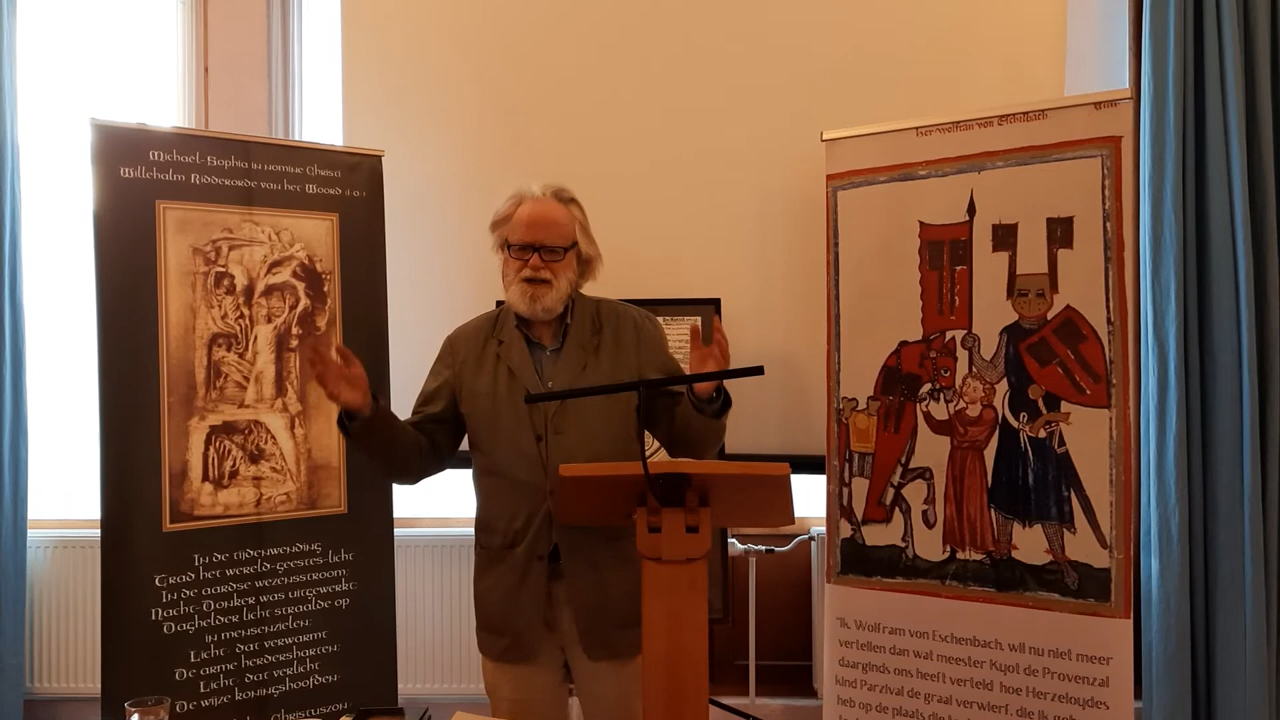 Michael-Sophia in nomine Christi
Willehalm Ridderorde van het Woord
In de tijdenwending
Trad het wereld-geestes-licht
In de aardse wezensstroom;
Nacht-Donker was uitgewerkt;
Daghelder licht straalde op
in mensenzielen;
Licht- dat verwarmt
De arme herdersharten;
Licht- dat verlicht
De wijze koningshoofden-
Christuszon
her wolfran von Eschilbach
"Ik, Wolfram von Eschenbach, wil nu niet meer
vertellen dan wat meester Kyot de Provenzal
daarginds ons heeft verteld hoe Herzeloydes
kind Parzival de graal verwierf, die ik
heb op de plaats die